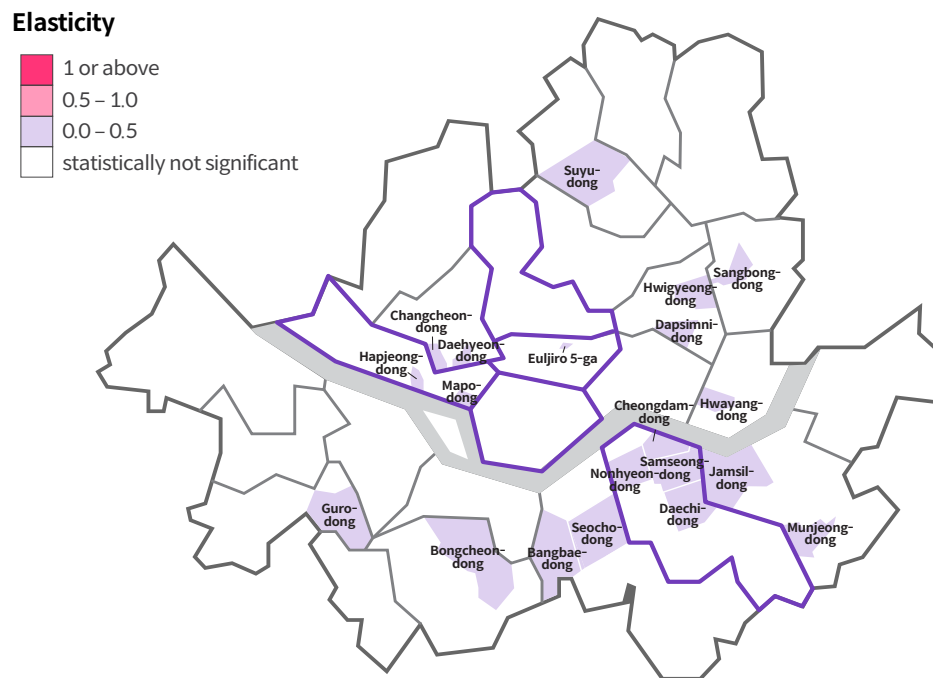 Elasticity
1 or above
0.5 – 1.0
0.0 – 0.5
statistically not significant
Suyu–
dong
Sangbong–
dong
Hwigyeong–
dong
Dapsimni–
dong
Changcheon–
dong
Daehyeon–
dong
Euljiro 5–ga
Hapjeong–
dong
Mapo–
dong
Hwayang–
dong
Cheongdam–
dong
Samseong–
dong
Nonhyeon–
dong
Jamsil–
dong
Daechi–
dong
Guro–
dong
Seocho–
dong
Munjeong–
dong
Bongcheon–
dong
Bangbae–
dong